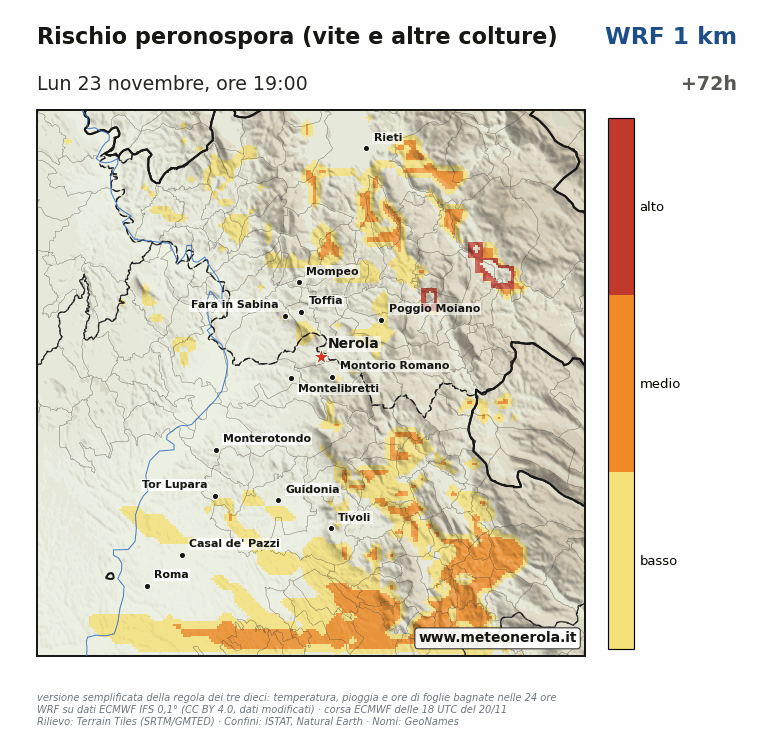 Rischio peronospora (vite e altre colture)
WRF 1 km
Lun 23 novembre, ore 19:00
+72h
Rieti
alto
Mompeo
Fara in Sabina
Toffia
Poggio Moiano
Nerola
Montorio Romano
medio
Montelibretti
Monterotondo
Tor Lupara
Guidonia
Tivoli
Casal de' Pazzi
basso
Roma
www.meteonerola.it
versione semplificata della regola dei tre dieci: temperatura, pioggia e ore di foglie bagnate nelle 24 ore
WRF su dati ECMWF IFS 0,1° (CC BY 4.0, dati modificati) · corsa ECMWF delle 18 UTC del 20/11
Rilievo: Terrain Tiles (SRTM/GMTED) · Confini: ISTAT, Natural Earth · Nomi: GeoNames